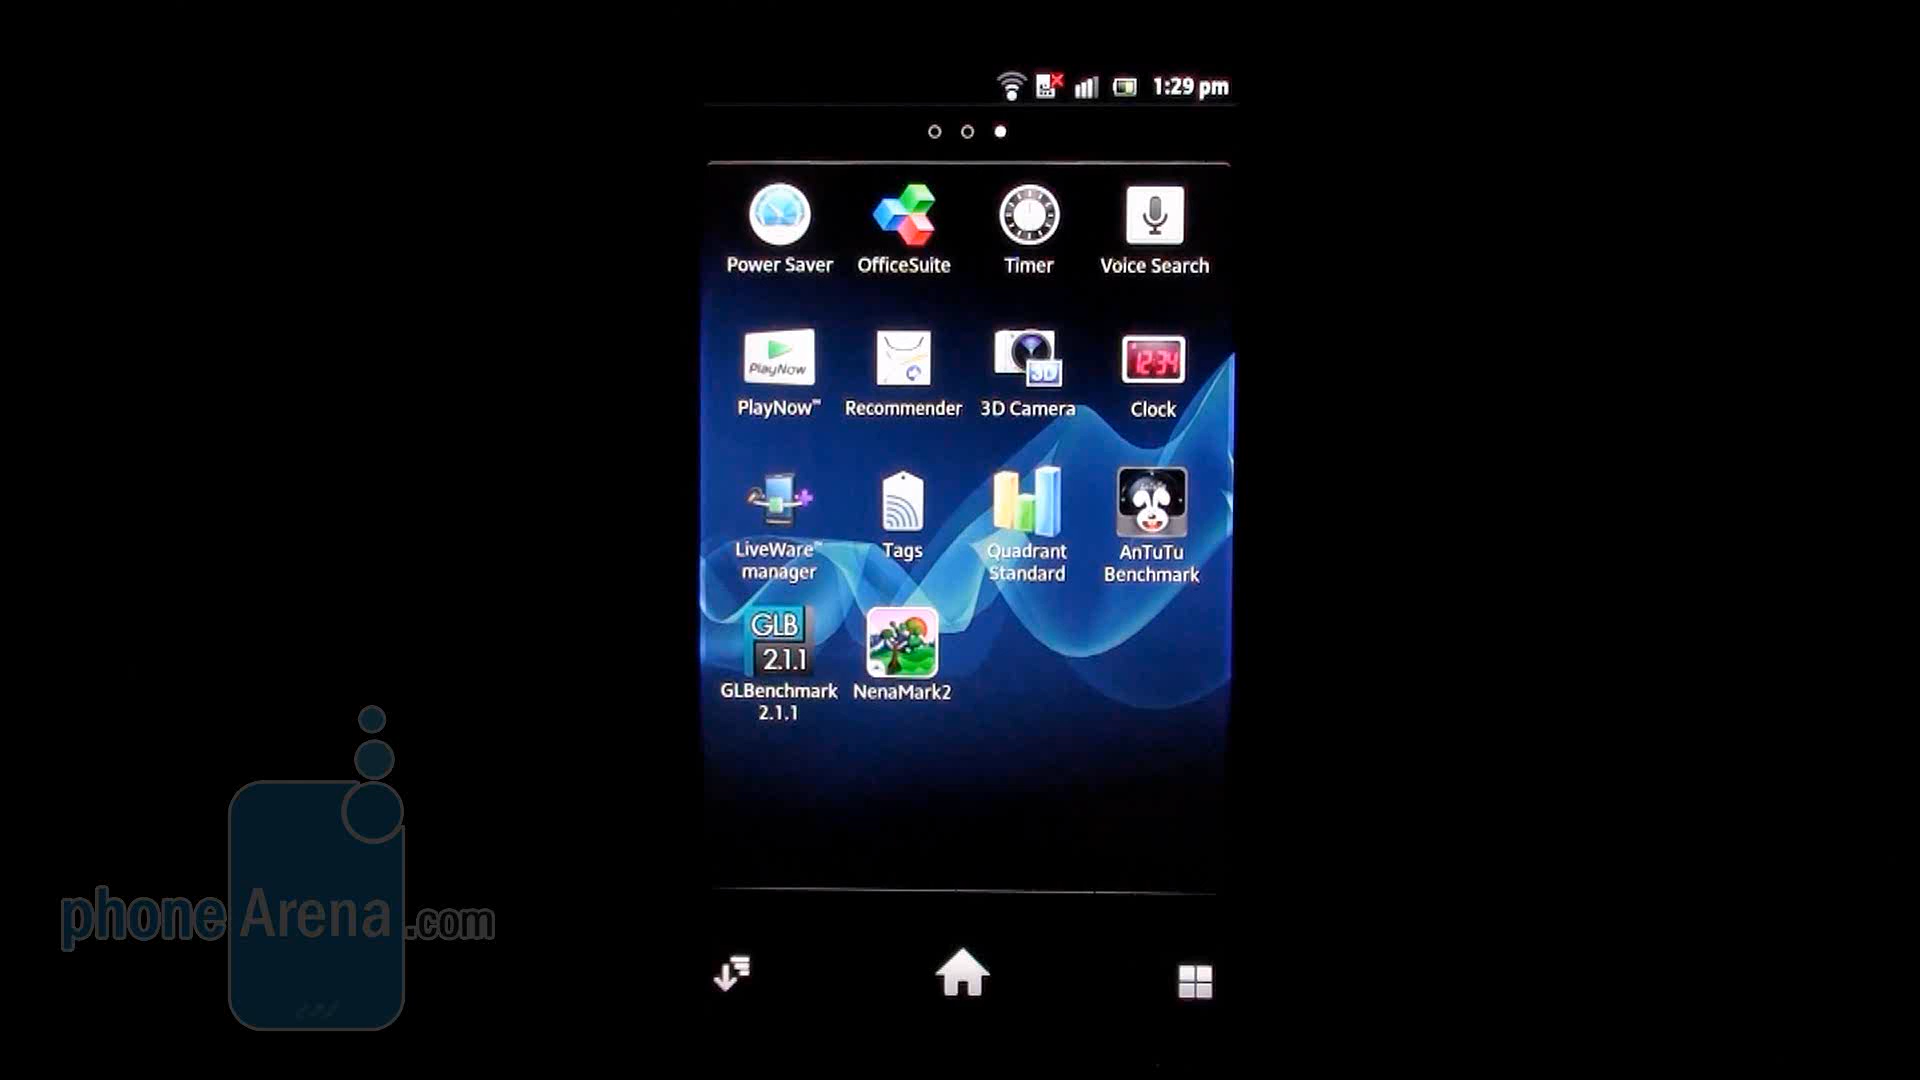 1:29 pm
Power Saver
OfficeSuite
Timer
Voice Search
PlayNow
3D
12:34
PlayNow™
Recommender
3D Camera
Clock
LiveWare™ manager
Tags
Quadrant Standard
AnTuTu Benchmark
GLB
2.1.1
GLBenchmark 2.1.1
NenaMark2
phoneArena.com